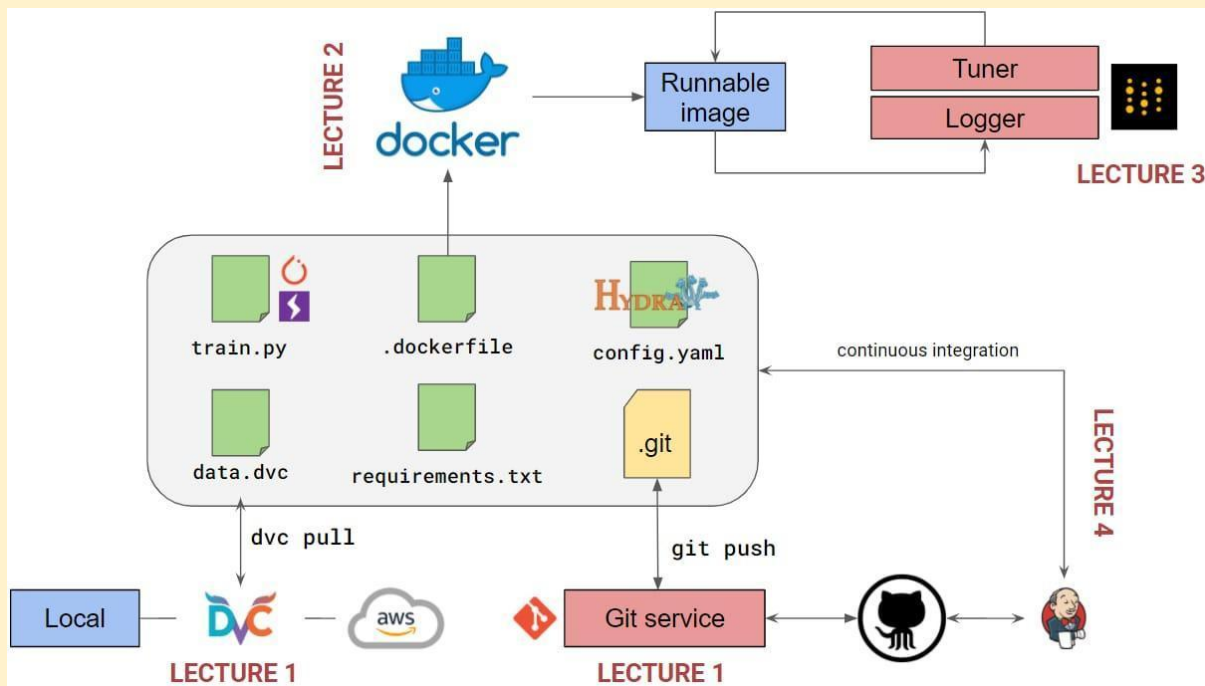 LECTURE 2
docker
Runnable
image
Tuner
Logger
LECTURE 3
train.py
.dockerfile
HYDRA
config.yaml
continuous integration
data.dvc
requirements.txt
.git
LECTURE 4
dvc pull
git push
Local
DVC
aws
Git service
LECTURE 1
LECTURE 1